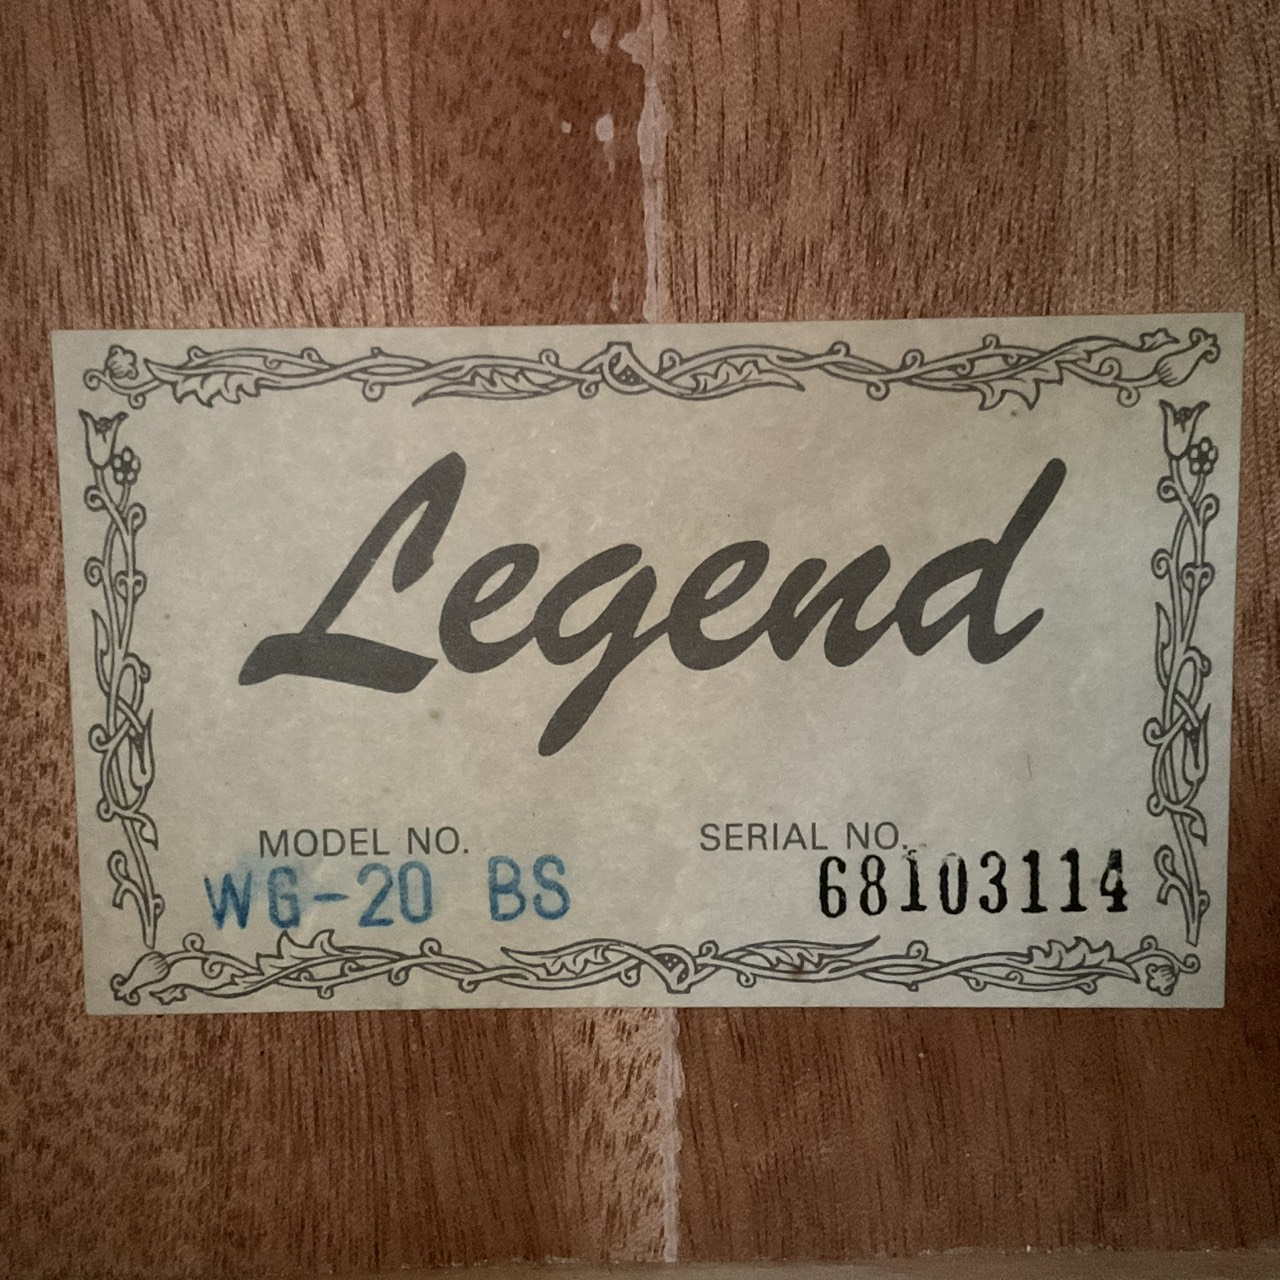 Legend
MODEL NO. SERIAL NO.
WG-20 BS 68103114